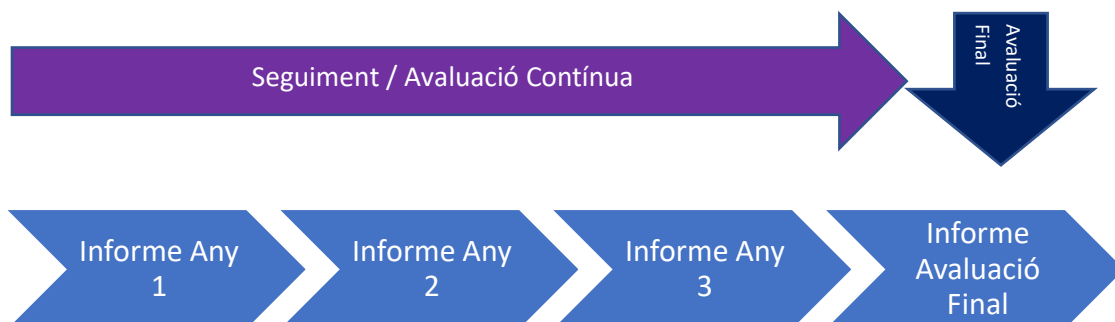 Seguiment / Avaluació Contínua
Avaluació
Final
Informe Any
1
Informe Any
2
Informe Any
3
Informe
Avaluació
Final